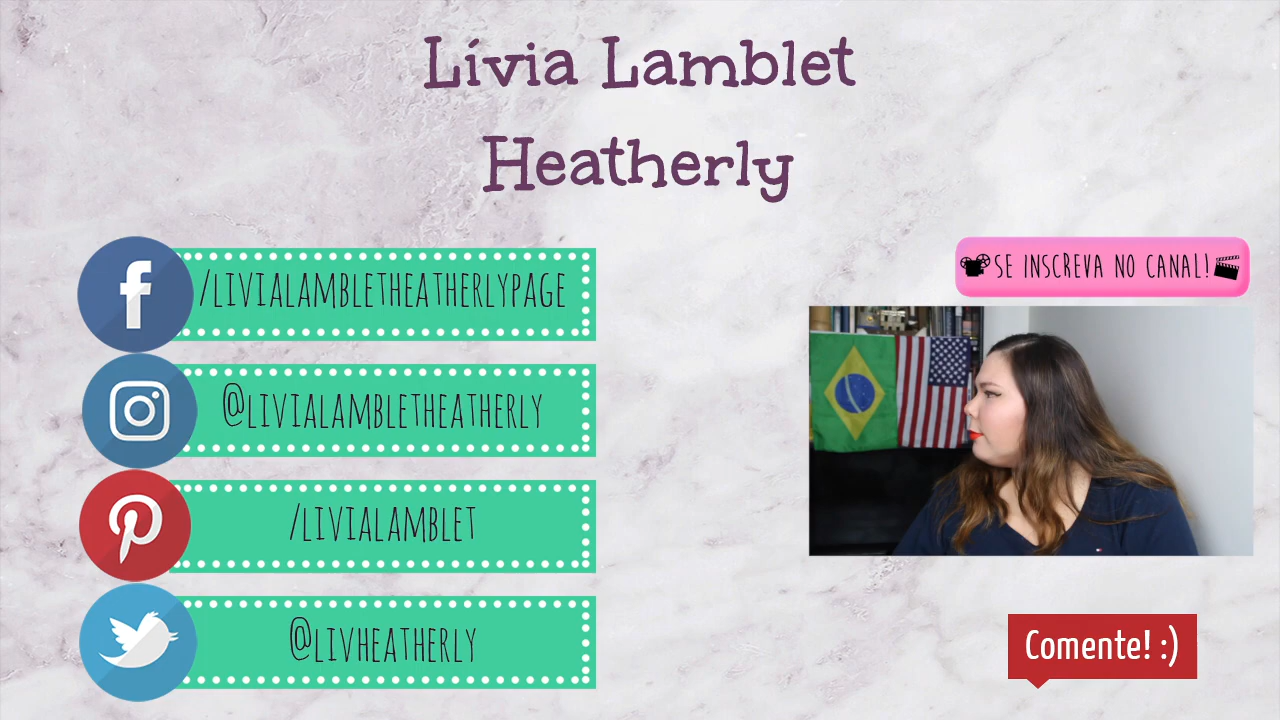 Lívia Lamblet
Heatherly
/LIVIALAMBLETHEATHERLYPAGE
@LIVIALAMBLETHEATHERLY
/LIVIALAMBLET
@LIVHEATHERLY
SE INSCREVA NO CANAL!
Comente! :)